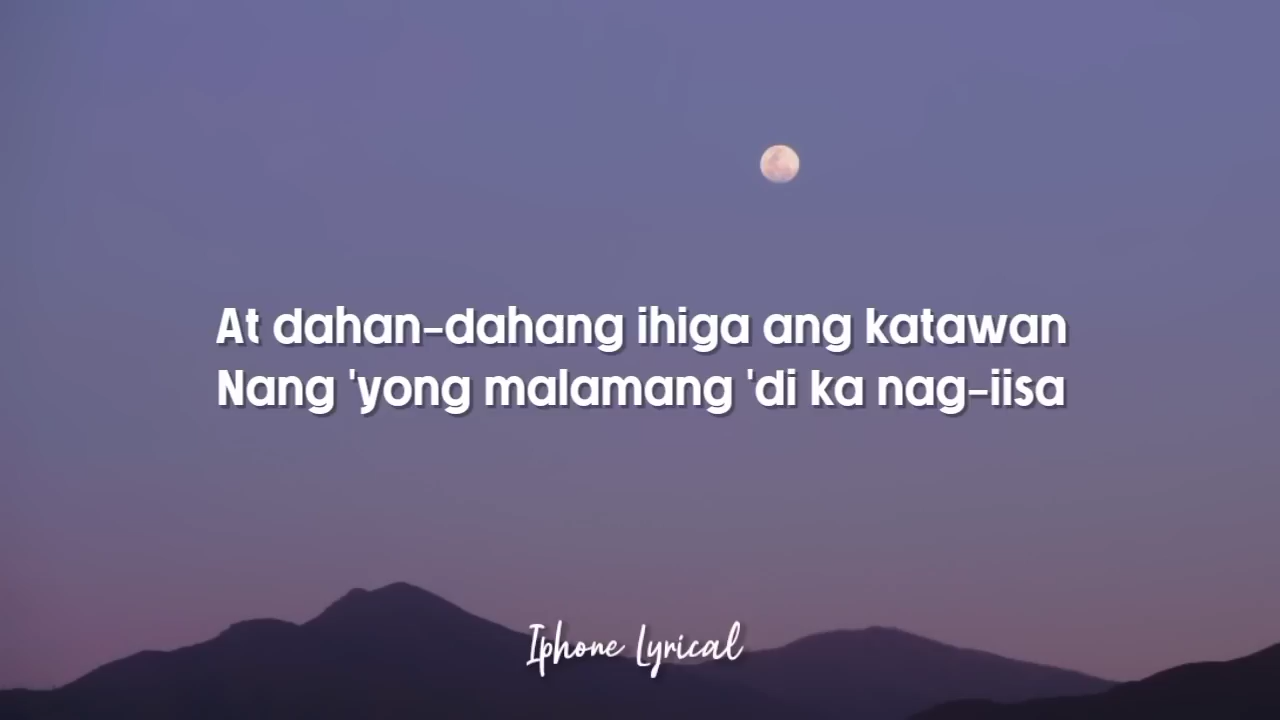 At dahan-dahang ihiga ang katawan
Nang 'yong malamang 'di ka nag-iisa
Iphone Lyrical